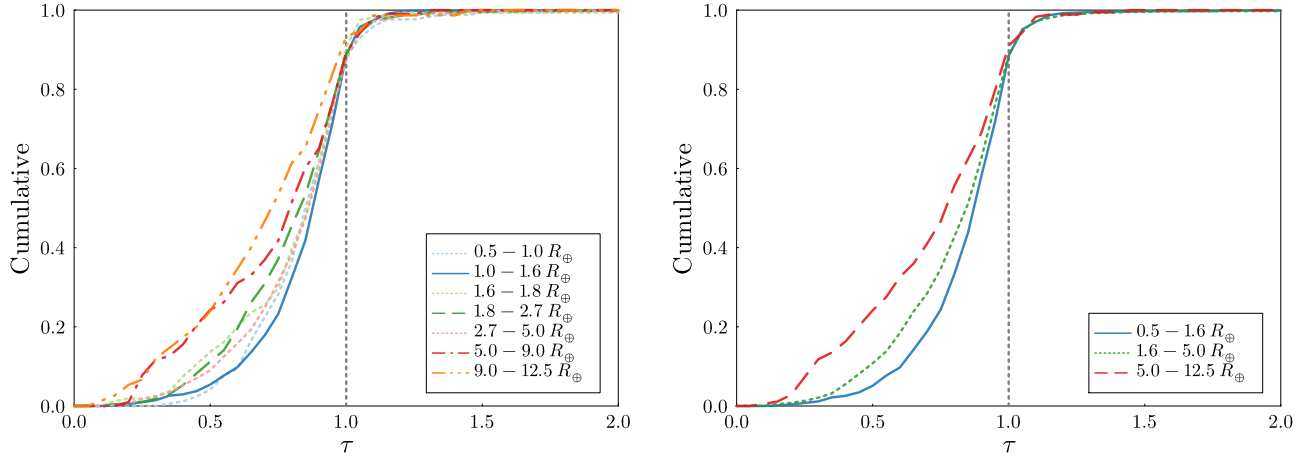 Cumulative
1.0
0.8
0.6
0.4
0.2
0.0
0.0 0.5 1.0 1.5 2.0
τ
0.5 − 1.0 R⊕
1.0 − 1.6 R⊕
1.6 − 1.8 R⊕
1.8 − 2.7 R⊕
2.7 − 5.0 R⊕
5.0 − 9.0 R⊕
9.0 − 12.5 R⊕
Cumulative
1.0
0.8
0.6
0.4
0.2
0.0
0.0 0.5 1.0 1.5 2.0
τ
0.5 − 1.6 R⊕
1.6 − 5.0 R⊕
5.0 − 12.5 R⊕